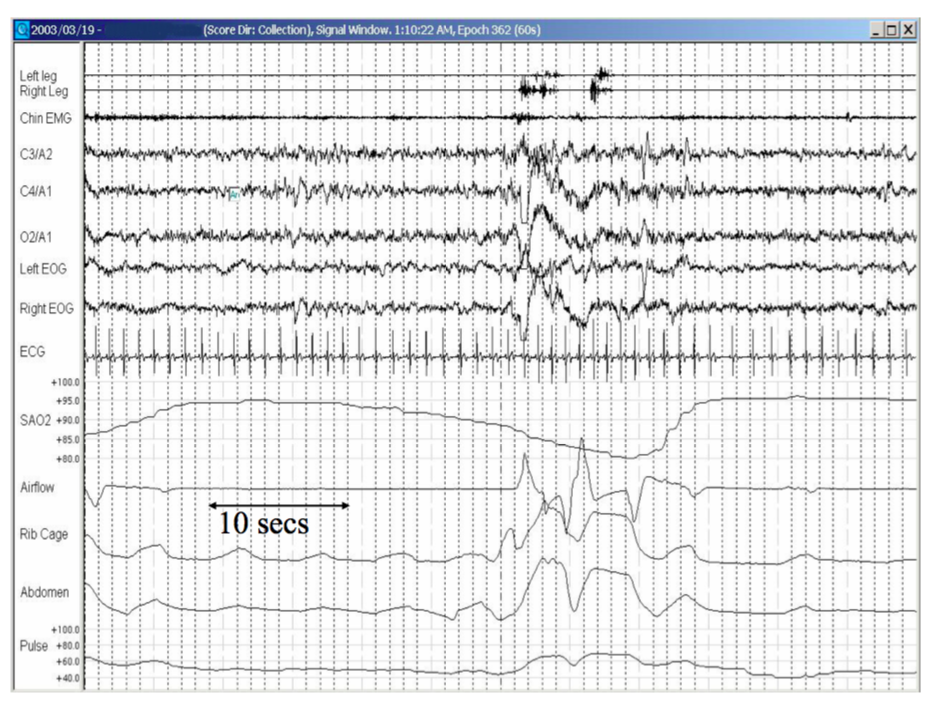 2003/03/19 - (Score Dir: Collection), Signal Window. 1:10:22 AM, Epoch 362 (60s)
Left leg
Right Leg
Chin EMG
C3/A2
C4/A1
Ar
O2/A1
Left EOG
Right EOG
ECG
+100.0
+95.0
SAO2 +90.0
+85.0
+80.0
Airflow
10 secs
Rib Cage
Abdomen
+100.0
Pulse +80.0
+60.0
+40.0